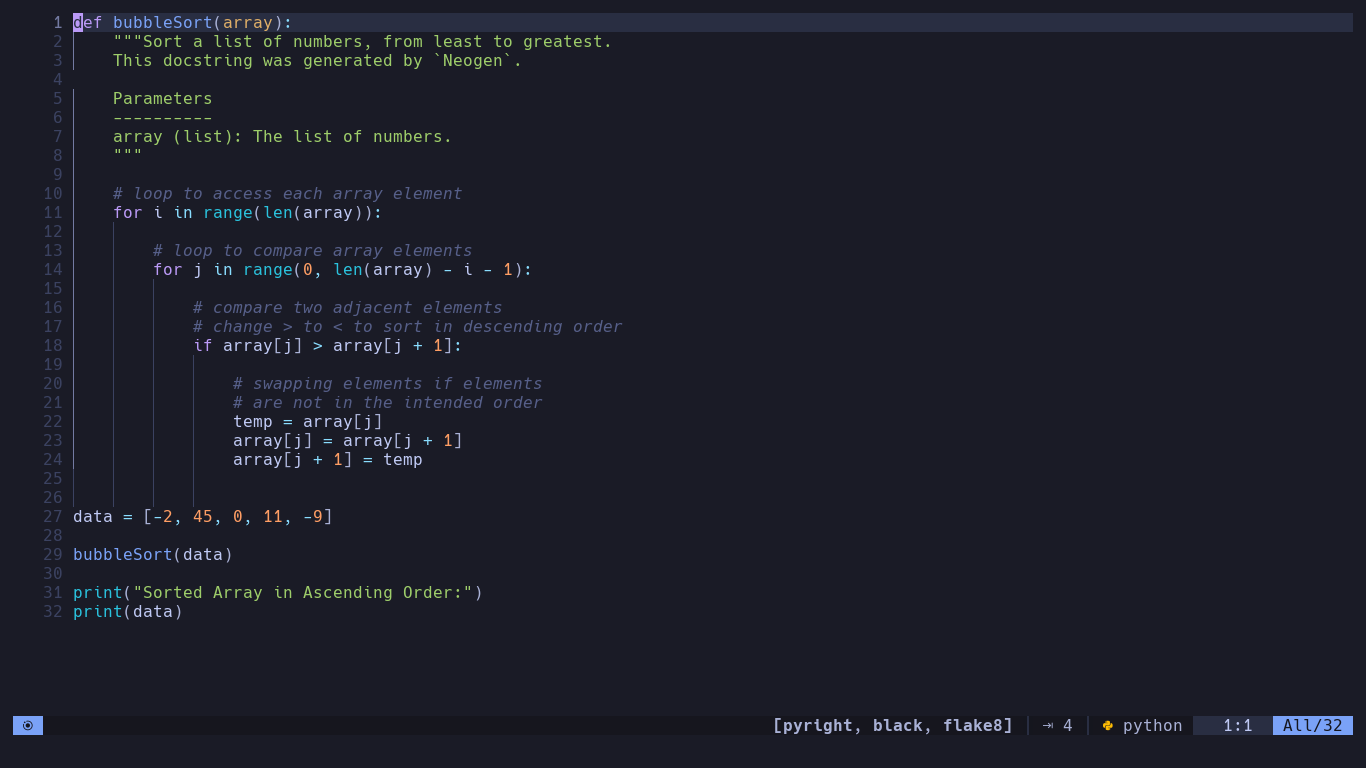 1 def bubbleSort(array):
2     """Sort a list of numbers, from least to greatest.
3     This docstring was generated by `Neogen`.
4
5     Parameters
6     ----------
7     array (list): The list of numbers.
8     """
9
10     # loop to access each array element
11     for i in range(len(array)):
12
13         # loop to compare array elements
14         for j in range(0, len(array) - i - 1):
15
16             # compare two adjacent elements
17             # change > to < to sort in descending order
18             if array[j] > array[j + 1]:
19
20                 # swapping elements if elements
21                 # are not in the intended order
22                 temp = array[j]
23                 array[j] = array[j + 1]
24                 array[j + 1] = temp
25
26
27 data = [-2, 45, 0, 11, -9]
28
29 bubbleSort(data)
30
31 print("Sorted Array in Ascending Order:")
32 print(data)
[pyright, black, flake8] | ⇥ 4 | python 1:1 All/32